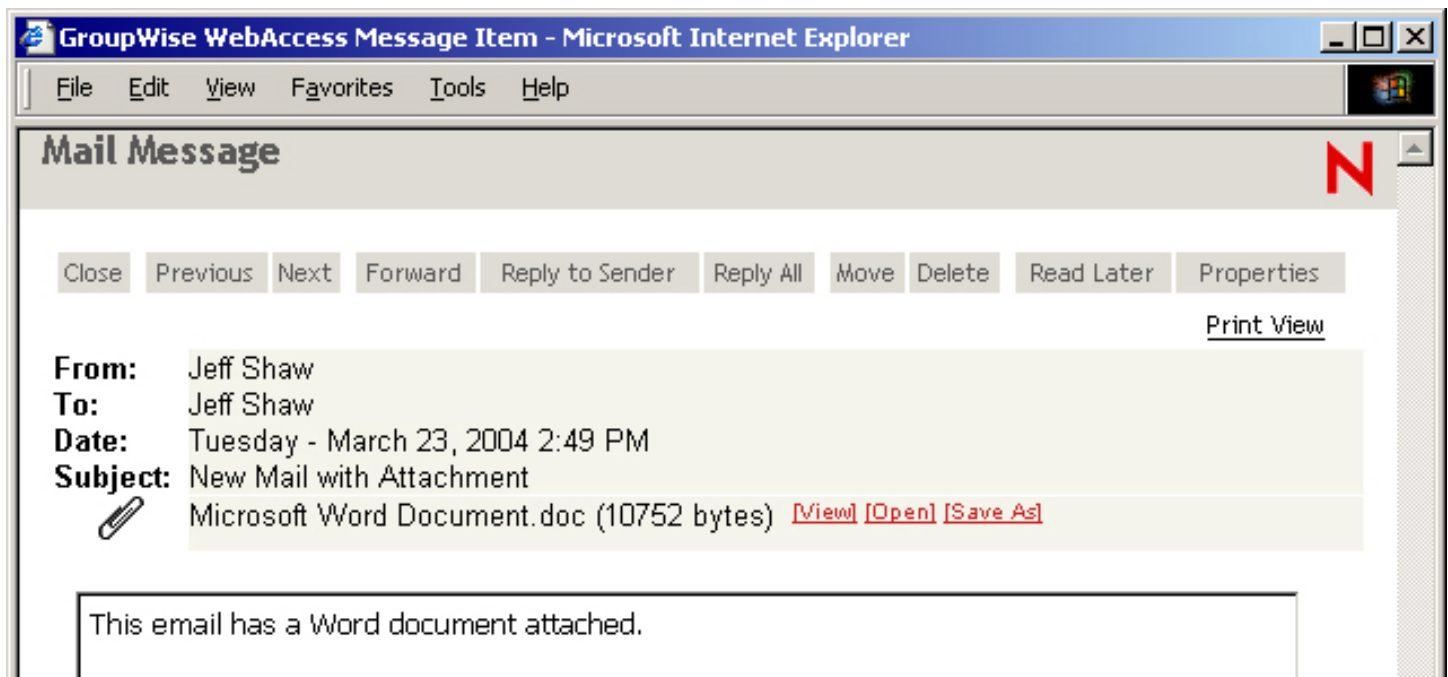 GroupWise WebAccess Message Item - Microsoft Internet Explorer
File Edit View Favorites Tools Help
Mail Message
N
Close Previous Next Forward Reply to Sender Reply All Move Delete Read Later Properties
Print View
From: Jeff Shaw
To: Jeff Shaw
Date: Tuesday - March 23, 2004 2:49 PM
Subject: New Mail with Attachment
Microsoft Word Document.doc (10752 bytes) [View] [Open] [Save As]
This email has a Word document attached.